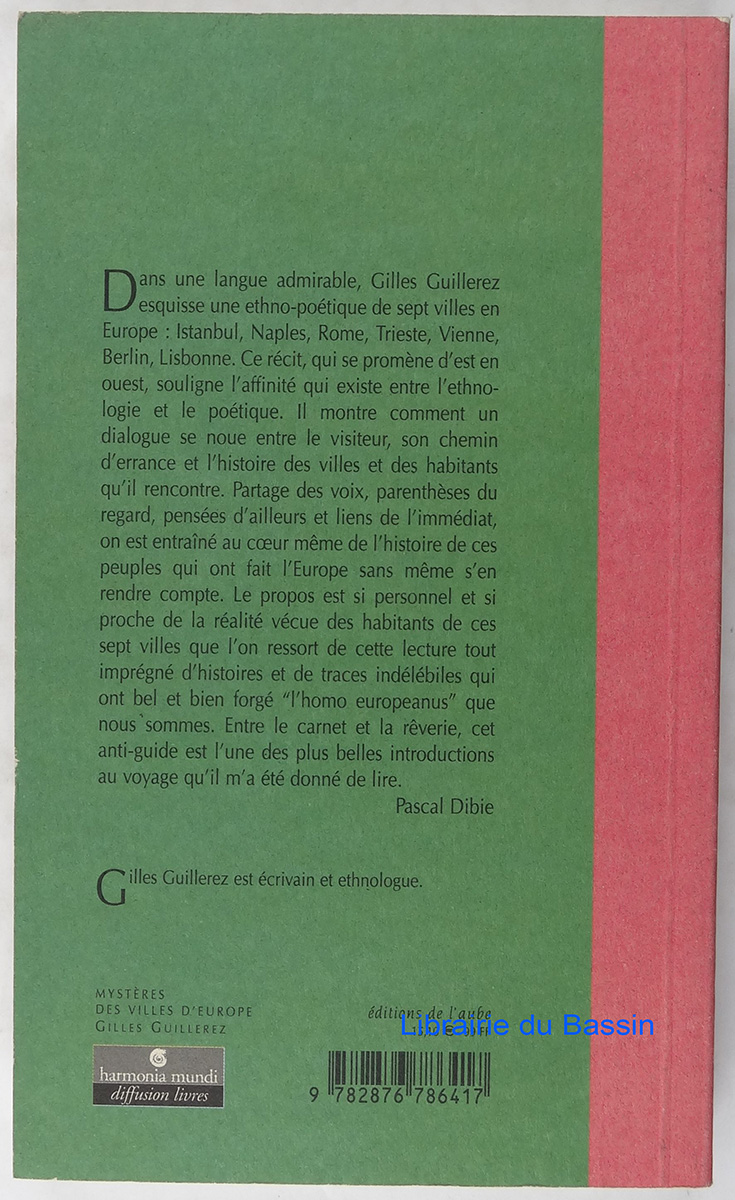 Dans une langue admirable, Gilles Guillerez
esquisse une ethno-poétique de sept villes en
Europe : Istanbul, Naples, Rome, Trieste, Vienne,
Berlin, Lisbonne. Ce récit, qui se promène d'est en
ouest, souligne l'affinité qui existe entre l'ethno-
logie et le poétique. Il montre comment un
dialogue se noue entre le visiteur, son chemin
d'errance et l'histoire des villes et des habitants
qu'il rencontre. Partage des voix, parenthèses du
regard, pensées d'ailleurs et liens de l'immédiat,
on est entraîné au cœur même de l'histoire de ces
peuples qui ont fait l'Europe sans même s'en
rendre compte. Le propos est si personnel et si
proche de la réalité vécue des habitants de ces
sept villes que l'on ressort de cette lecture tout
imprégné d'histoires et de traces indélébiles qui
ont bel et bien forgé "l'homo europeanus" que
nous sommes. Entre le carnet et la rêverie, cet
anti-guide est l'une des plus belles introductions
au voyage qu'il m'a été donné de lire.
Pascal Dibie
Gilles Guillerez est écrivain et ethnologue.
MYSTÈRES
DES VILLES D'EUROPE
GILLES GUILLEREZ
harmonia mundi
diffusion livres
éditions de l'aube
Librairie du Bassin
9 782876 786417